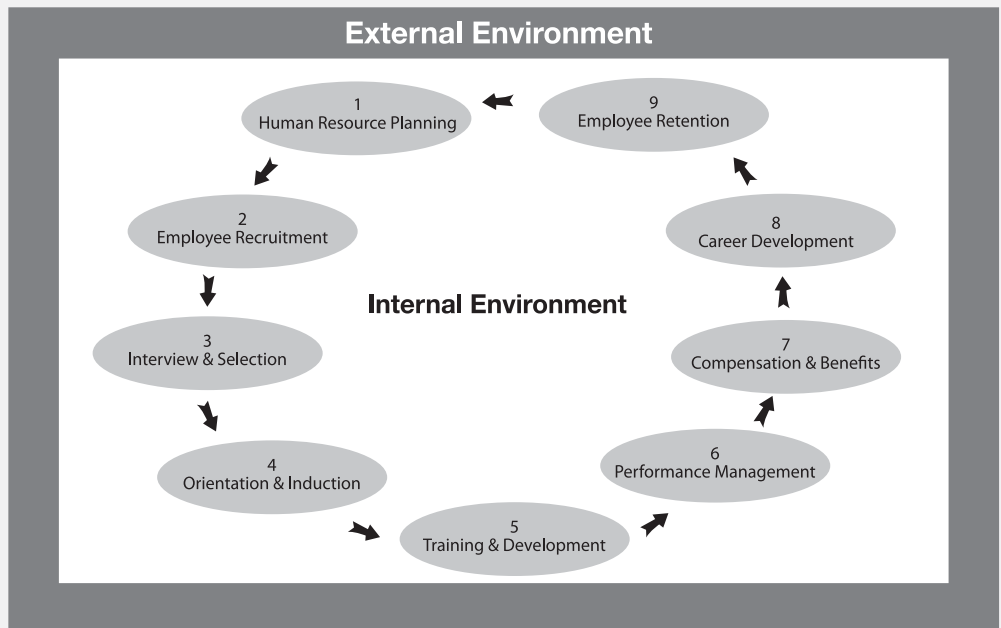 External Environment
1
Human Resource Planning
2
Employee Recruitment
3
Interview & Selection
4
Orientation & Induction
5
Training & Development
6
Performance Management
7
Compensation & Benefits
8
Career Development
9
Employee Retention
Internal Environment